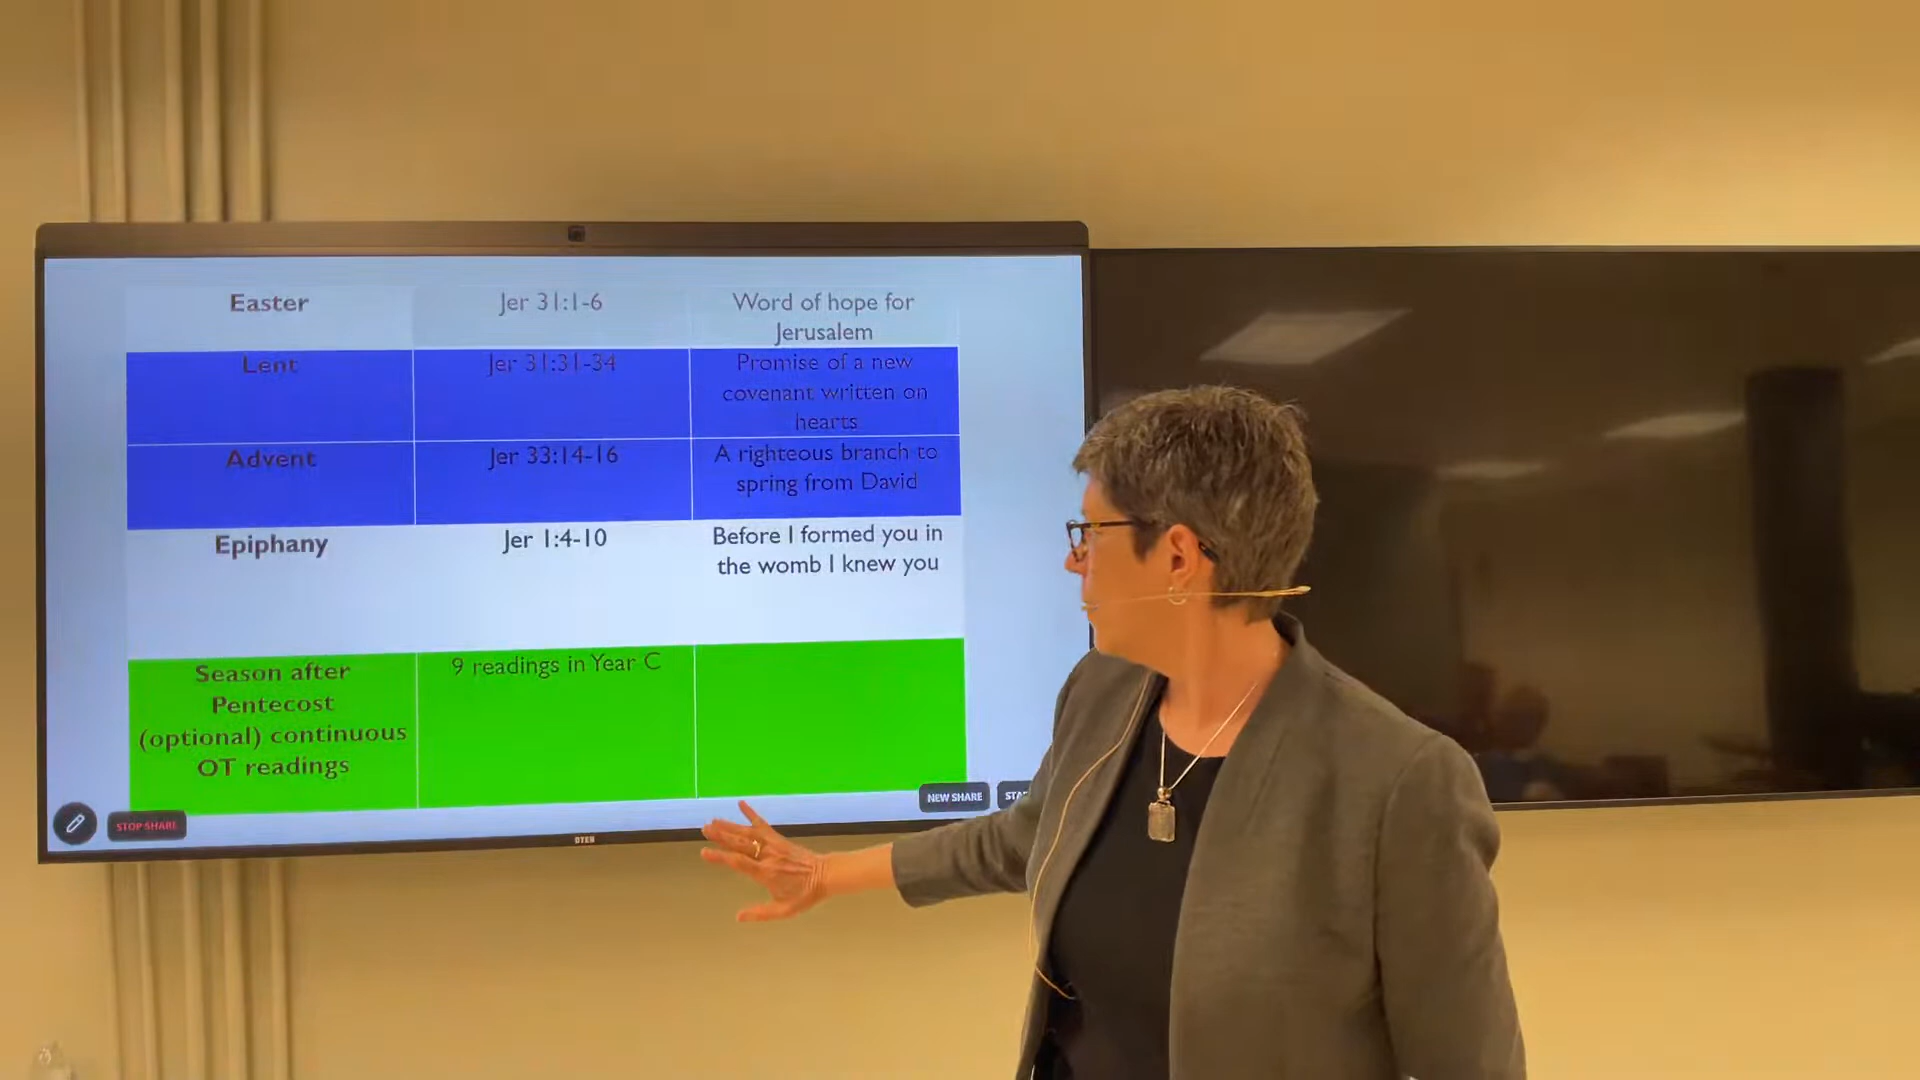 Easter
Jer 31:1-6
Word of hope for
Jerusalem
Lent
Jer 31:31-34
Promise of a new
covenant written on
hearts
Advent
Jer 33:14-16
A righteous branch to
spring from David
Epiphany
Jer 1:4-10
Before I formed you in
the womb I knew you
Season after
Pentecost
(optional) continuous
OT readings
9 readings in Year C
STOP SHARE
NEW SHARE
STA
DTEN